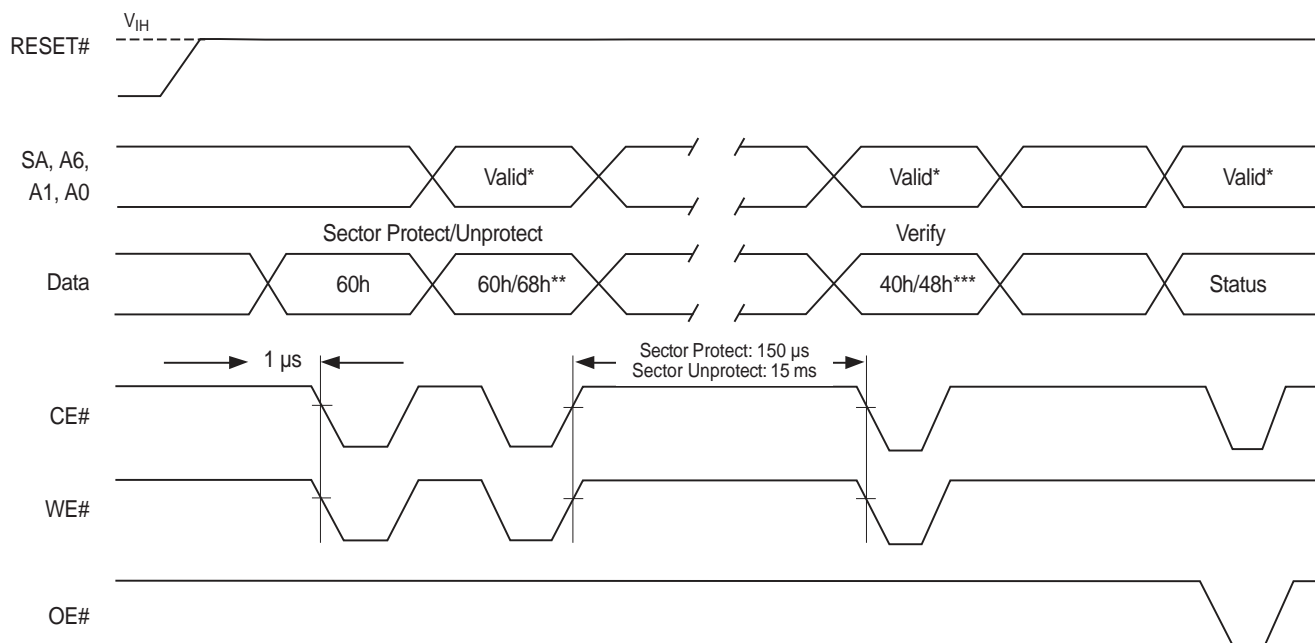 V_IH
RESET#
SA, A6,
A1, A0
Valid*
Valid*
Valid*
Sector Protect/Unprotect
Verify
Data
60h
60h/68h**
40h/48h***
Status
1 µs
Sector Protect: 150 µs
Sector Unprotect: 15 ms
CE#
WE#
OE#